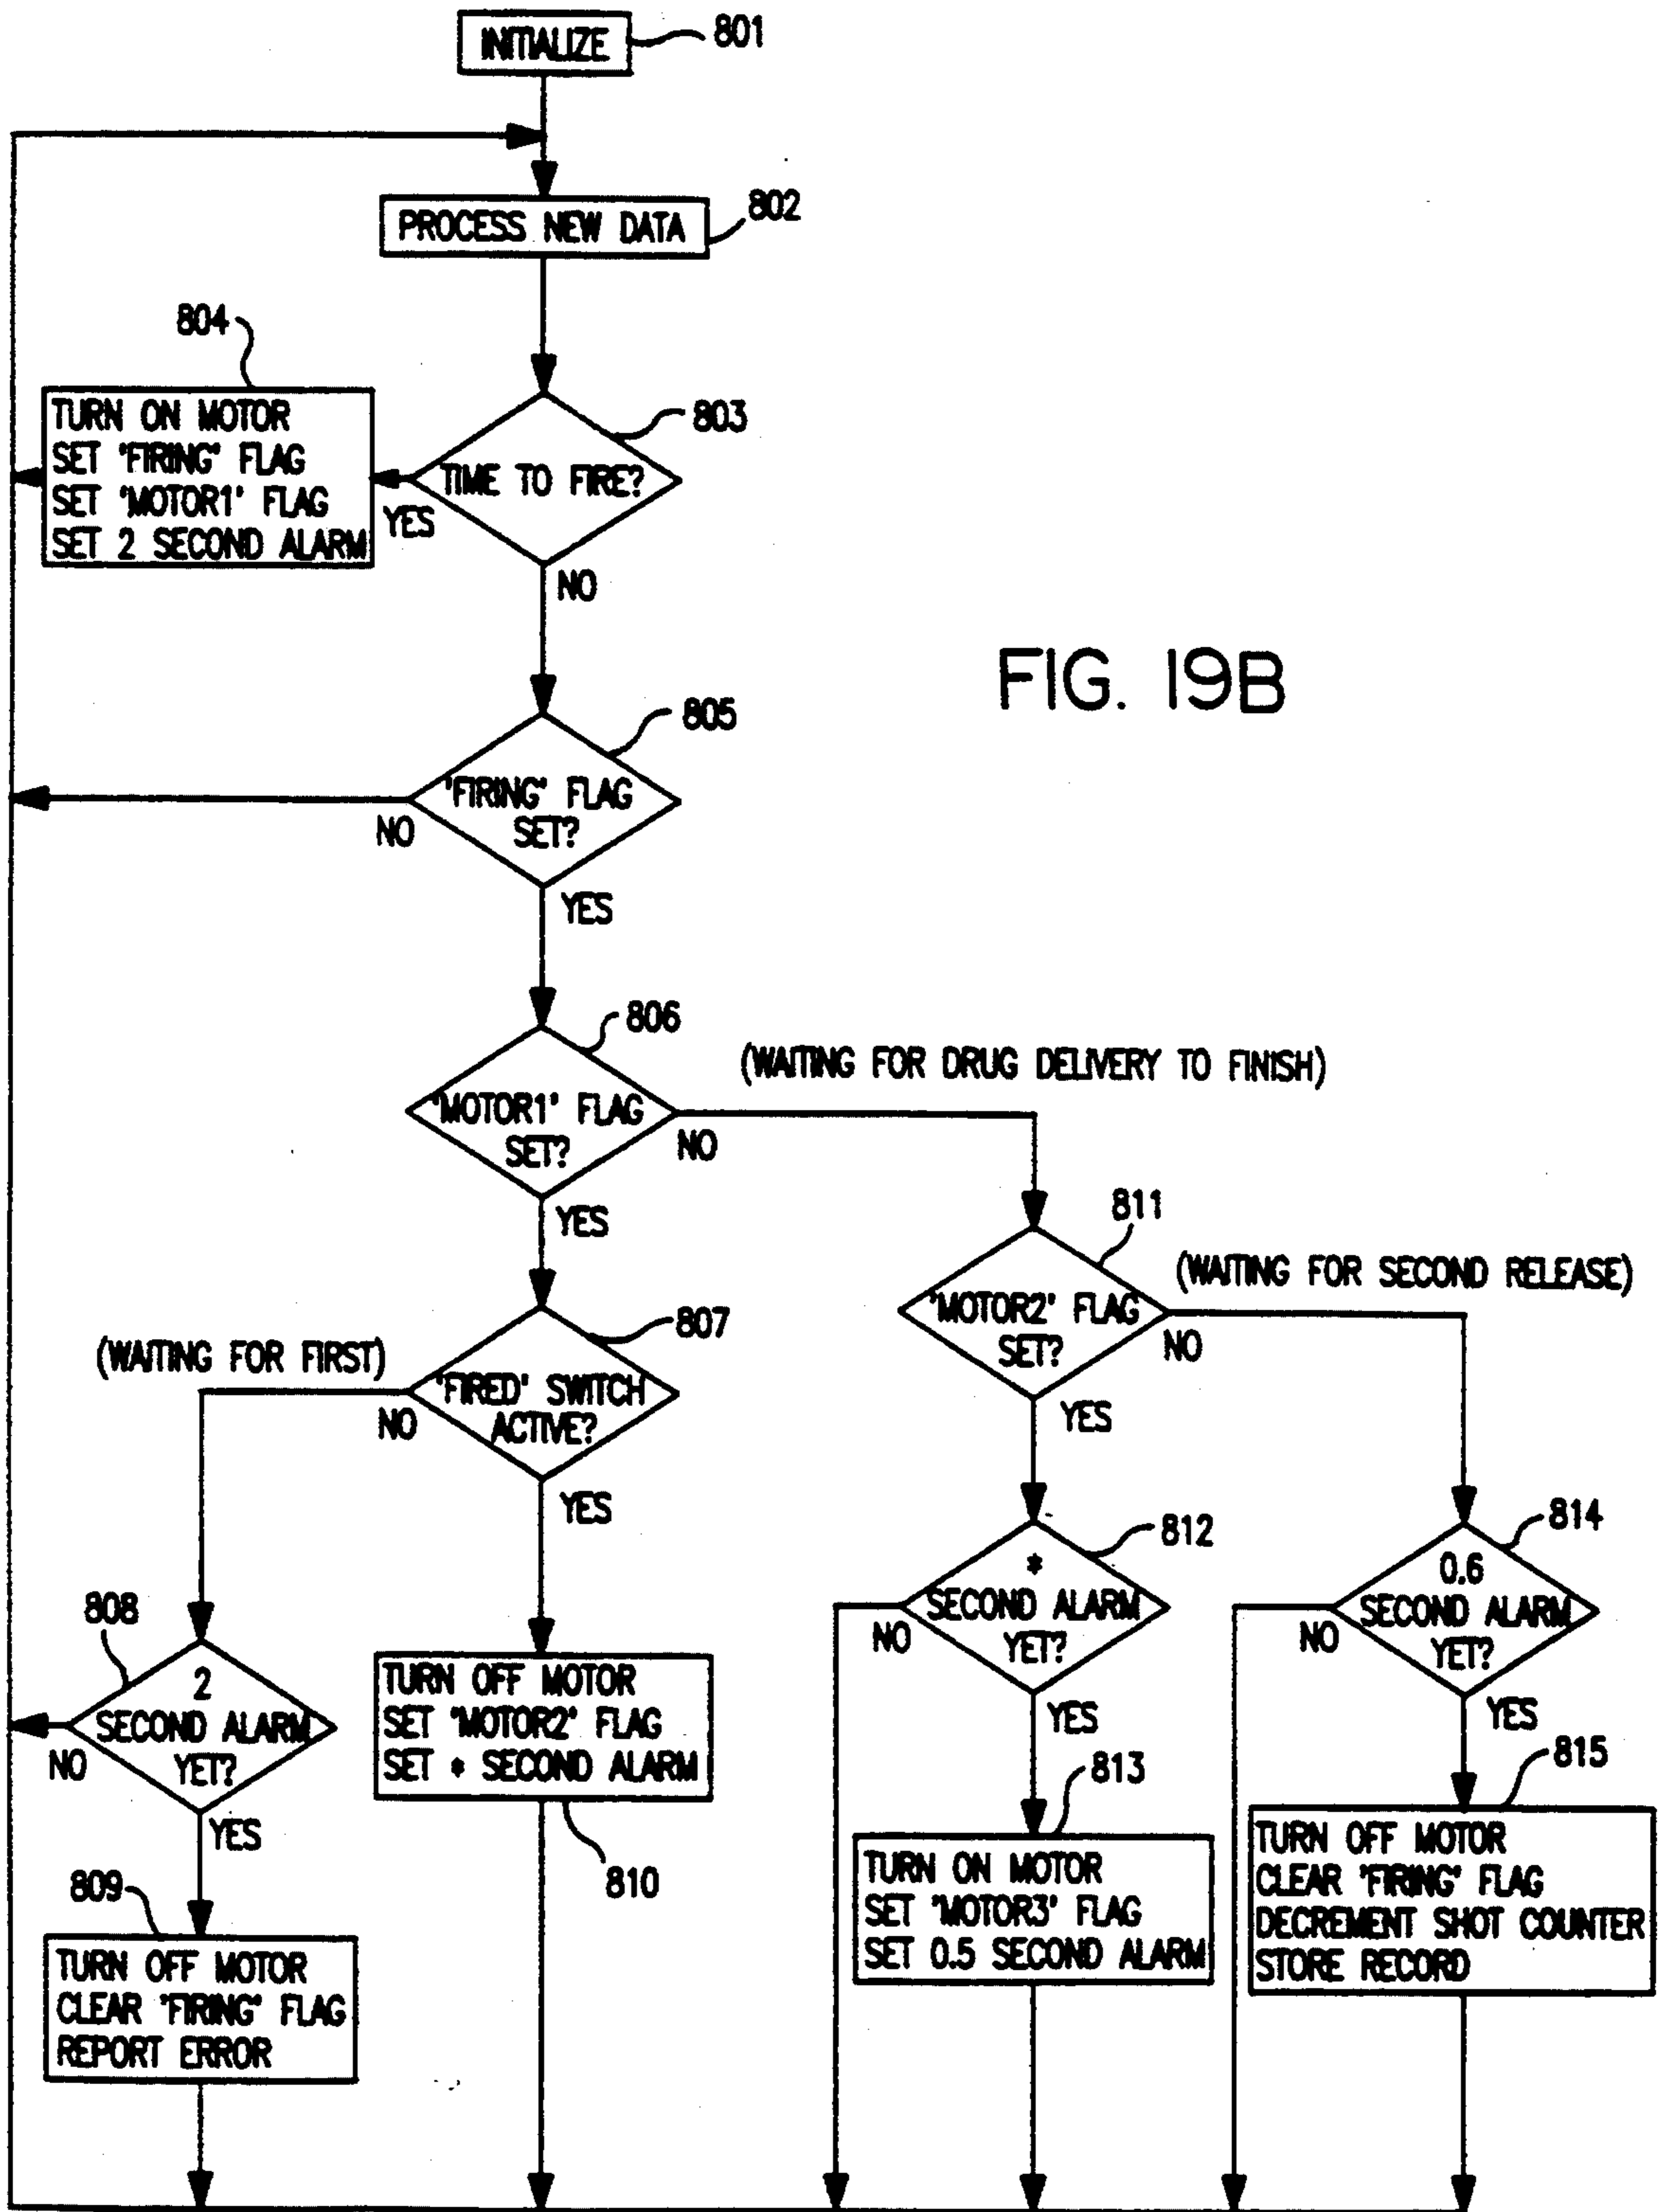 INITIALIZE
801
PROCESS NEW DATA
802
804
TURN ON MOTOR
SET 'FIRING' FLAG
SET 'MOTOR1' FLAG
SET 2 SECOND ALARM
803
TIME TO FIRE?
YES
NO
FIG. 19B
805
'FIRING' FLAG
SET?
NO
YES
806
'MOTOR1' FLAG
SET?
(WAITING FOR DRUG DELIVERY TO FINISH)
NO
YES
811
'MOTOR2' FLAG
SET?
(WAITING FOR SECOND RELEASE)
NO
YES
807
(WAITING FOR FIRST)
'FIRED' SWITCH
ACTIVE?
NO
YES
812
*
SECOND ALARM
YET?
NO
YES
814
0.6
SECOND ALARM
YET?
NO
YES
808
2
SECOND ALARM
YET?
NO
YES
TURN OFF MOTOR
SET 'MOTOR2' FLAG
SET * SECOND ALARM
810
813
TURN ON MOTOR
SET 'MOTOR3' FLAG
SET 0.5 SECOND ALARM
815
TURN OFF MOTOR
CLEAR 'FIRING' FLAG
DECREMENT SHOT COUNTER
STORE RECORD
809
TURN OFF MOTOR
CLEAR 'FIRING' FLAG
REPORT ERROR